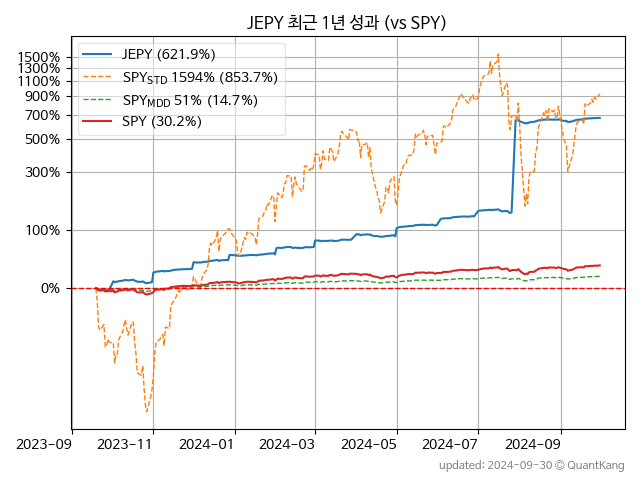 JEPY 최근 1년 성과 (vs SPY)
JEPY (621.9%)
SPY_STD 1594% (853.7%)
SPY_MDD 51% (14.7%)
SPY (30.2%)
1500%
1300%
1100%
900%
700%
500%
300%
100%
0%
2023-09 2023-11 2024-01 2024-03 2024-05 2024-07 2024-09
updated: 2024-09-30 © QuantKang